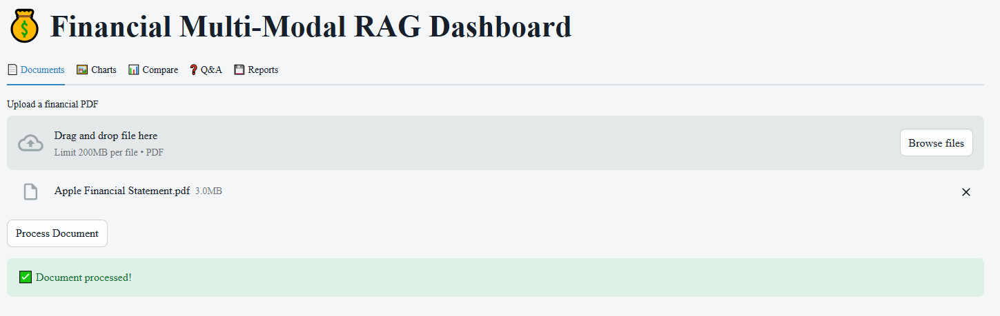 Financial Multi-Modal RAG Dashboard
Documents Charts Compare Q&A Reports
Upload a financial PDF
Drag and drop file here
Limit 200MB per file • PDF
Browse files
Apple Financial Statement.pdf 3.0MB
Process Document
Document processed!